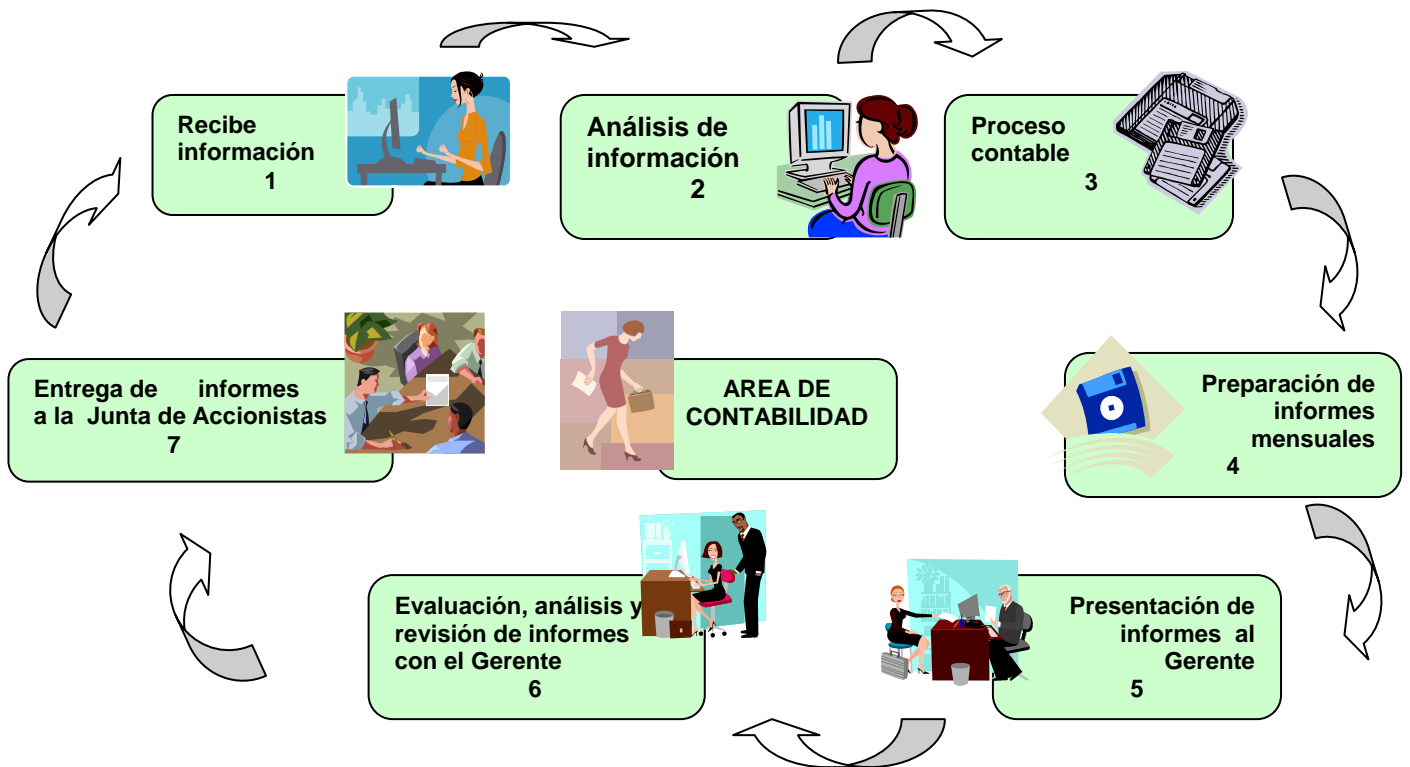 Recibe
información
1
Análisis de
información
2
Proceso
contable
3
Preparación de
informes
mensuales
4
Presentación de
informes al
Gerente
5
Evaluación, análisis y
revisión de informes
con el Gerente
6
Entrega de informes
a la Junta de Accionistas
7
AREA DE
CONTABILIDAD